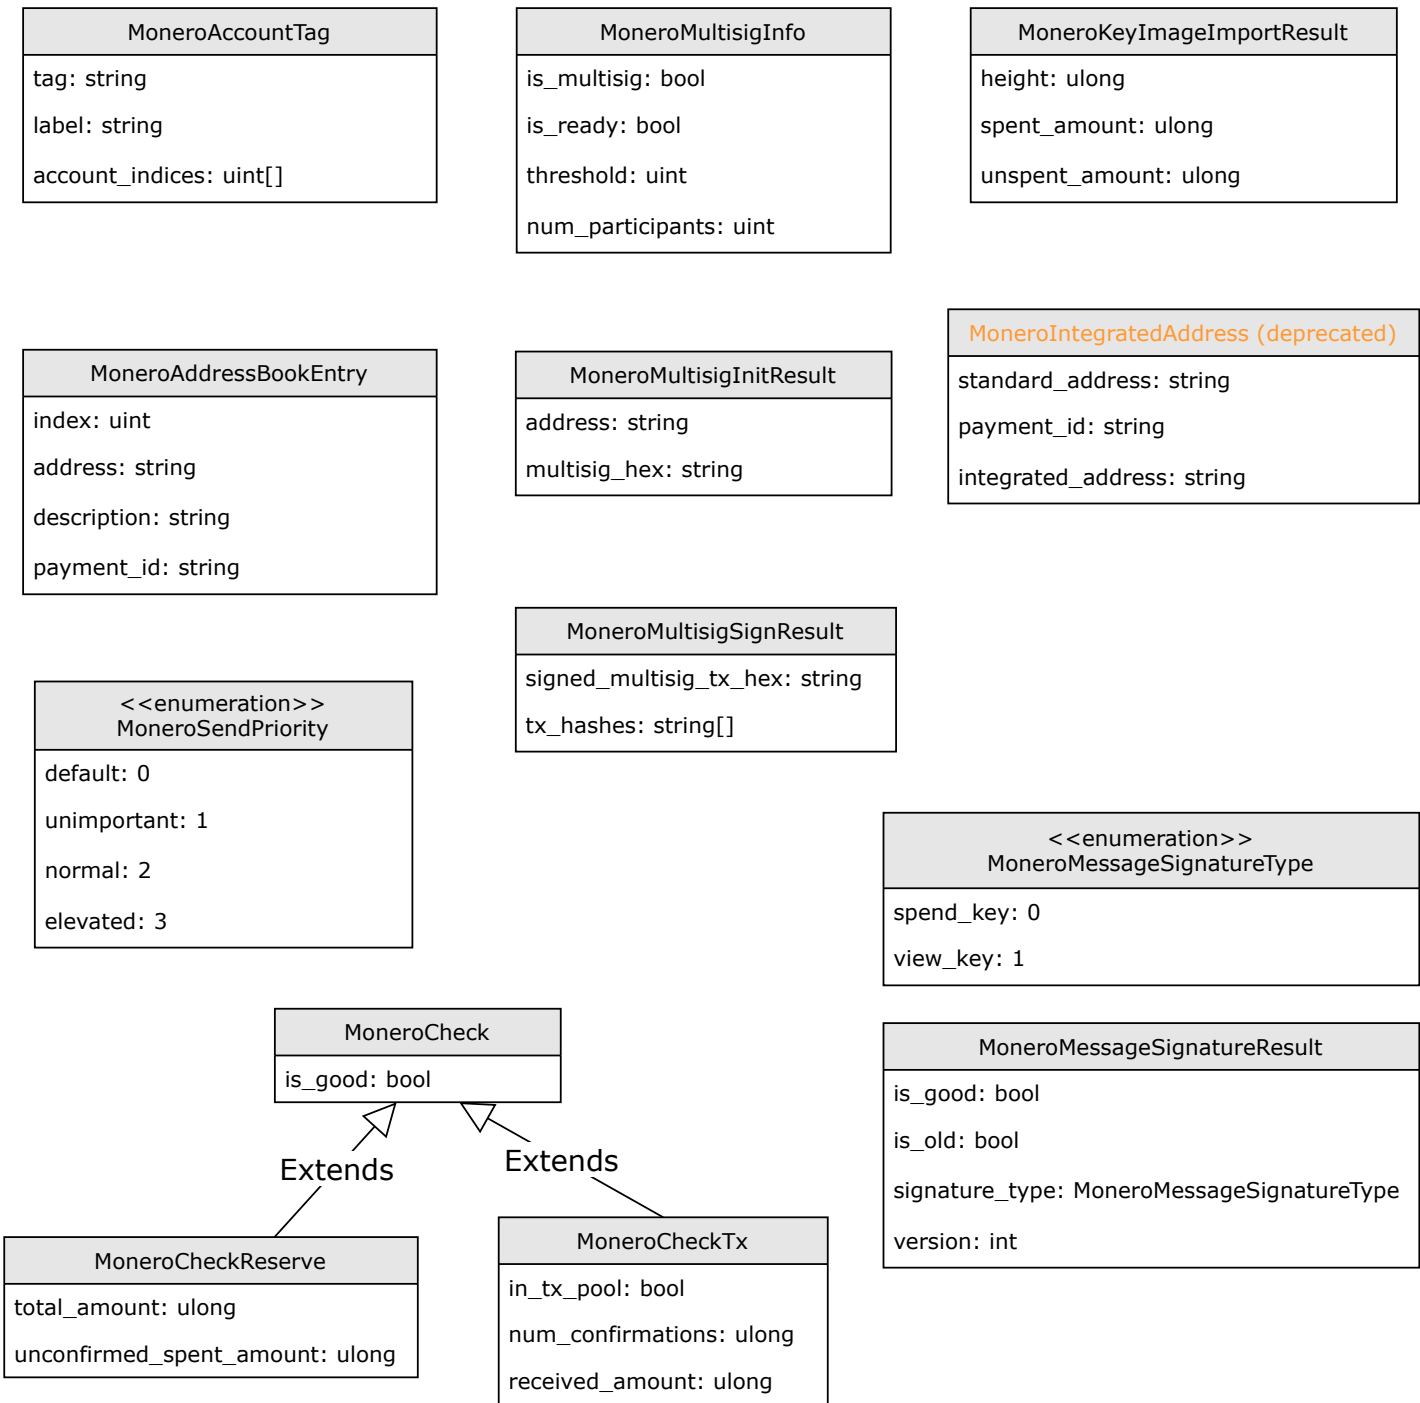 MoneroAccountTag
tag: string
label: string
account_indices: uint[]
MoneroMultisigInfo
is_multisig: bool
is_ready: bool
threshold: uint
num_participants: uint
MoneroKeyImageImportResult
height: ulong
spent_amount: ulong
unspent_amount: ulong
MoneroAddressBookEntry
index: uint
address: string
description: string
payment_id: string
MoneroMultisigInitResult
address: string
multisig_hex: string
MoneroIntegratedAddress (deprecated)
standard_address: string
payment_id: string
integrated_address: string
MoneroMultisigSignResult
signed_multisig_tx_hex: string
tx_hashes: string[]
<<enumeration>>
MoneroSendPriority
default: 0
unimportant: 1
normal: 2
elevated: 3
<<enumeration>>
MoneroMessageSignatureType
spend_key: 0
view_key: 1
MoneroCheck
is_good: bool
Extends
Extends
MoneroMessageSignatureResult
is_good: bool
is_old: bool
signature_type: MoneroMessageSignatureType
version: int
MoneroCheckReserve
total_amount: ulong
unconfirmed_spent_amount: ulong
MoneroCheckTx
in_tx_pool: bool
num_confirmations: ulong
received_amount: ulong